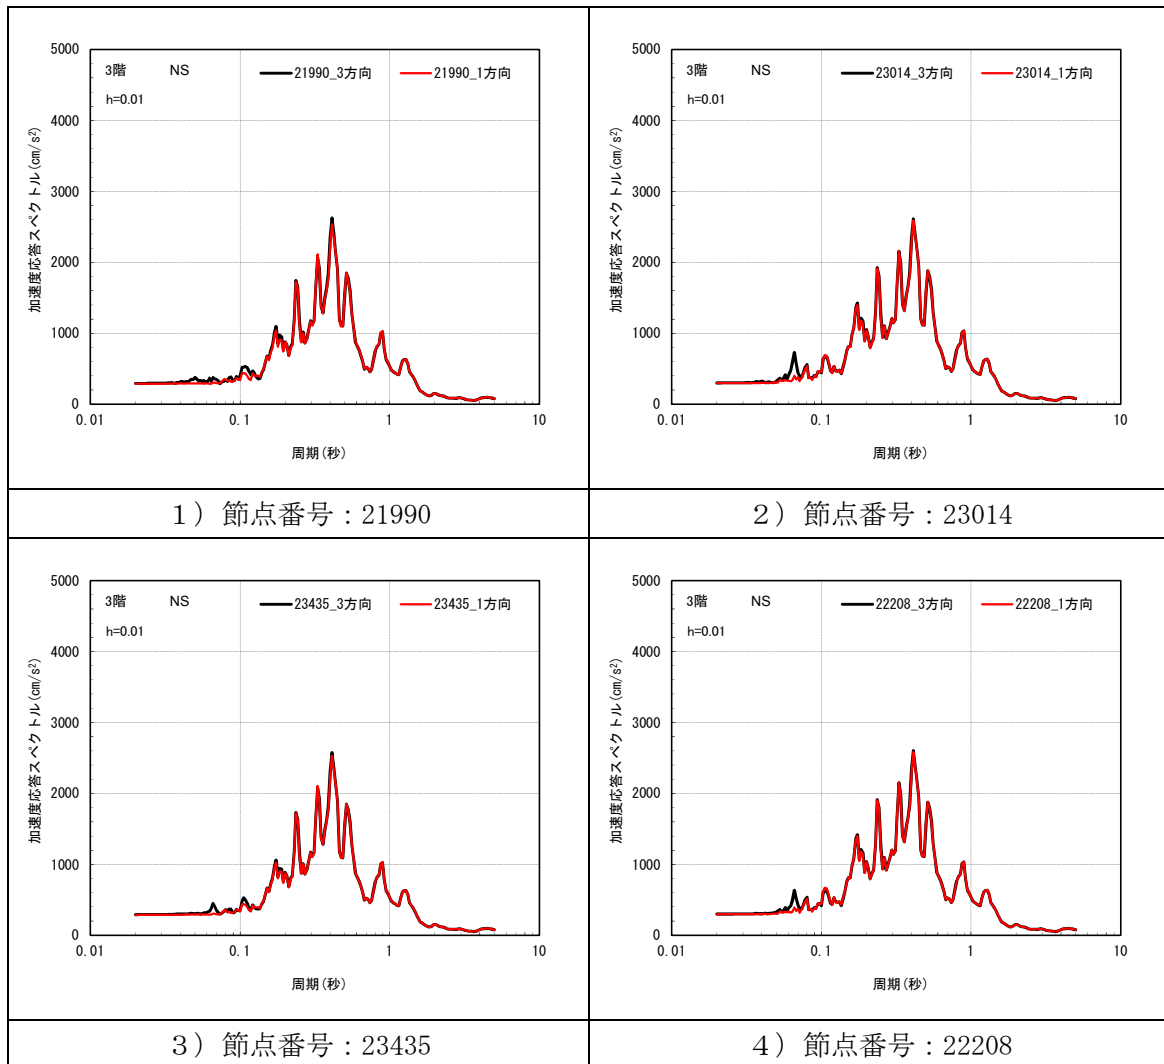 5000
4000
3000
2000
1000
0
0.01
0.1
1
10
加速度応答スペクトル(cm/s²)
周期(秒)
3階 NS
h=0.01
21990_3方向 21990_1方向
5000
4000
3000
2000
1000
0
0.01
0.1
1
10
加速度応答スペクトル(cm/s²)
周期(秒)
3階 NS
h=0.01
23014_3方向 23014_1方向
1)節点番号:21990
2)節点番号:23014
5000
4000
3000
2000
1000
0
0.01
0.1
1
10
加速度応答スペクトル(cm/s²)
周期(秒)
3階 NS
h=0.01
23435_3方向 23435_1方向
5000
4000
3000
2000
1000
0
0.01
0.1
1
10
加速度応答スペクトル(cm/s²)
周期(秒)
3階 NS
h=0.01
22208_3方向 22208_1方向
3)節点番号:23435
4)節点番号:22208